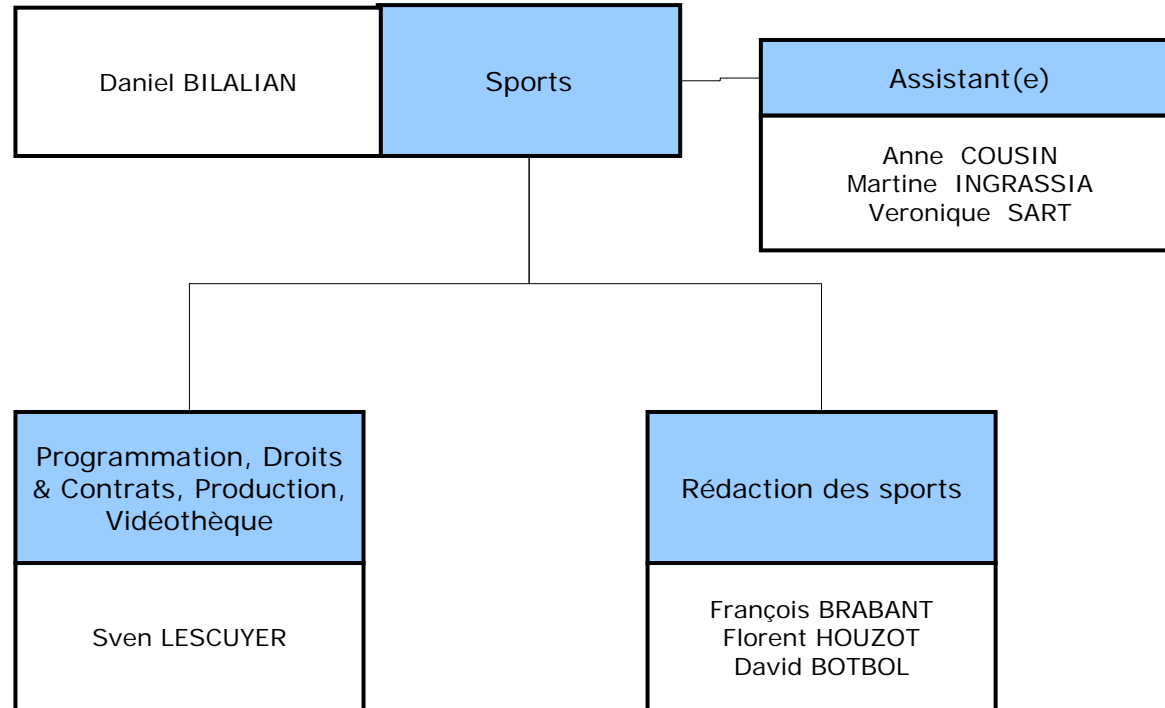 Daniel BILALIAN
Sports
Assistant(e)
Anne COUSIN
Martine INGRASSIA
Veronique SART
Programmation, Droits
& Contrats, Production,
Vidéothèque
Sven LESCUYER
Rédaction des sports
François BRABANT
Florent HOUZOT
David BOTBOL